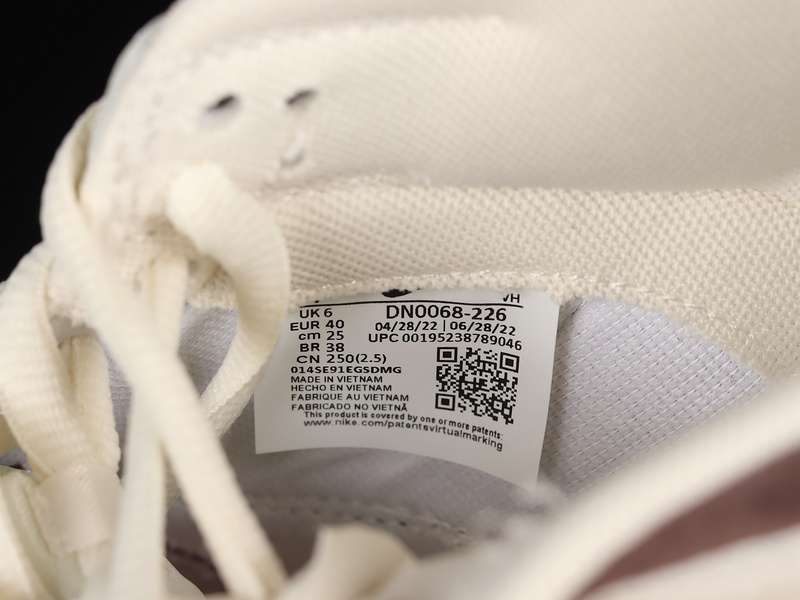 VH
UK 6
EUR 40
cm 25
BR 38
CN 250(2.5)
DN0068-226
04/28/22 | 06/28/22
UPC 00195238789046
014SE91EGSDMG
MADE IN VIETNAM
HECHO EN VIETNAM
FABRIQUE AU VIETNAM
FABRICADO NO VIETNÃ
This product is covered by one or more patents:
www.nike.com/patentsvirtualmarking